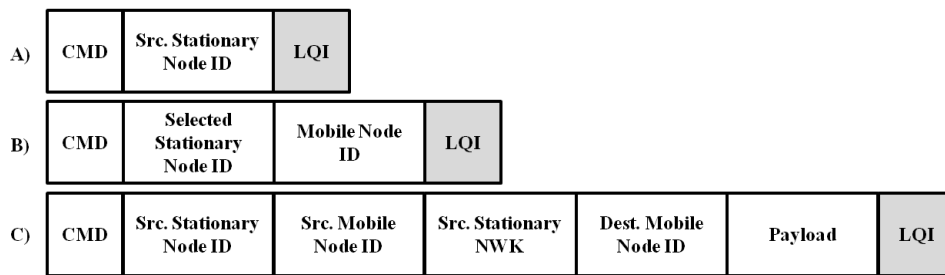 A) CMD Src. Stationary Node ID LQI
B) CMD Selected Stationary Node ID Mobile Node ID LQI
C) CMD Src. Stationary Node ID Src. Mobile Node ID Src. Stationary NWK Dest. Mobile Node ID Payload LQI